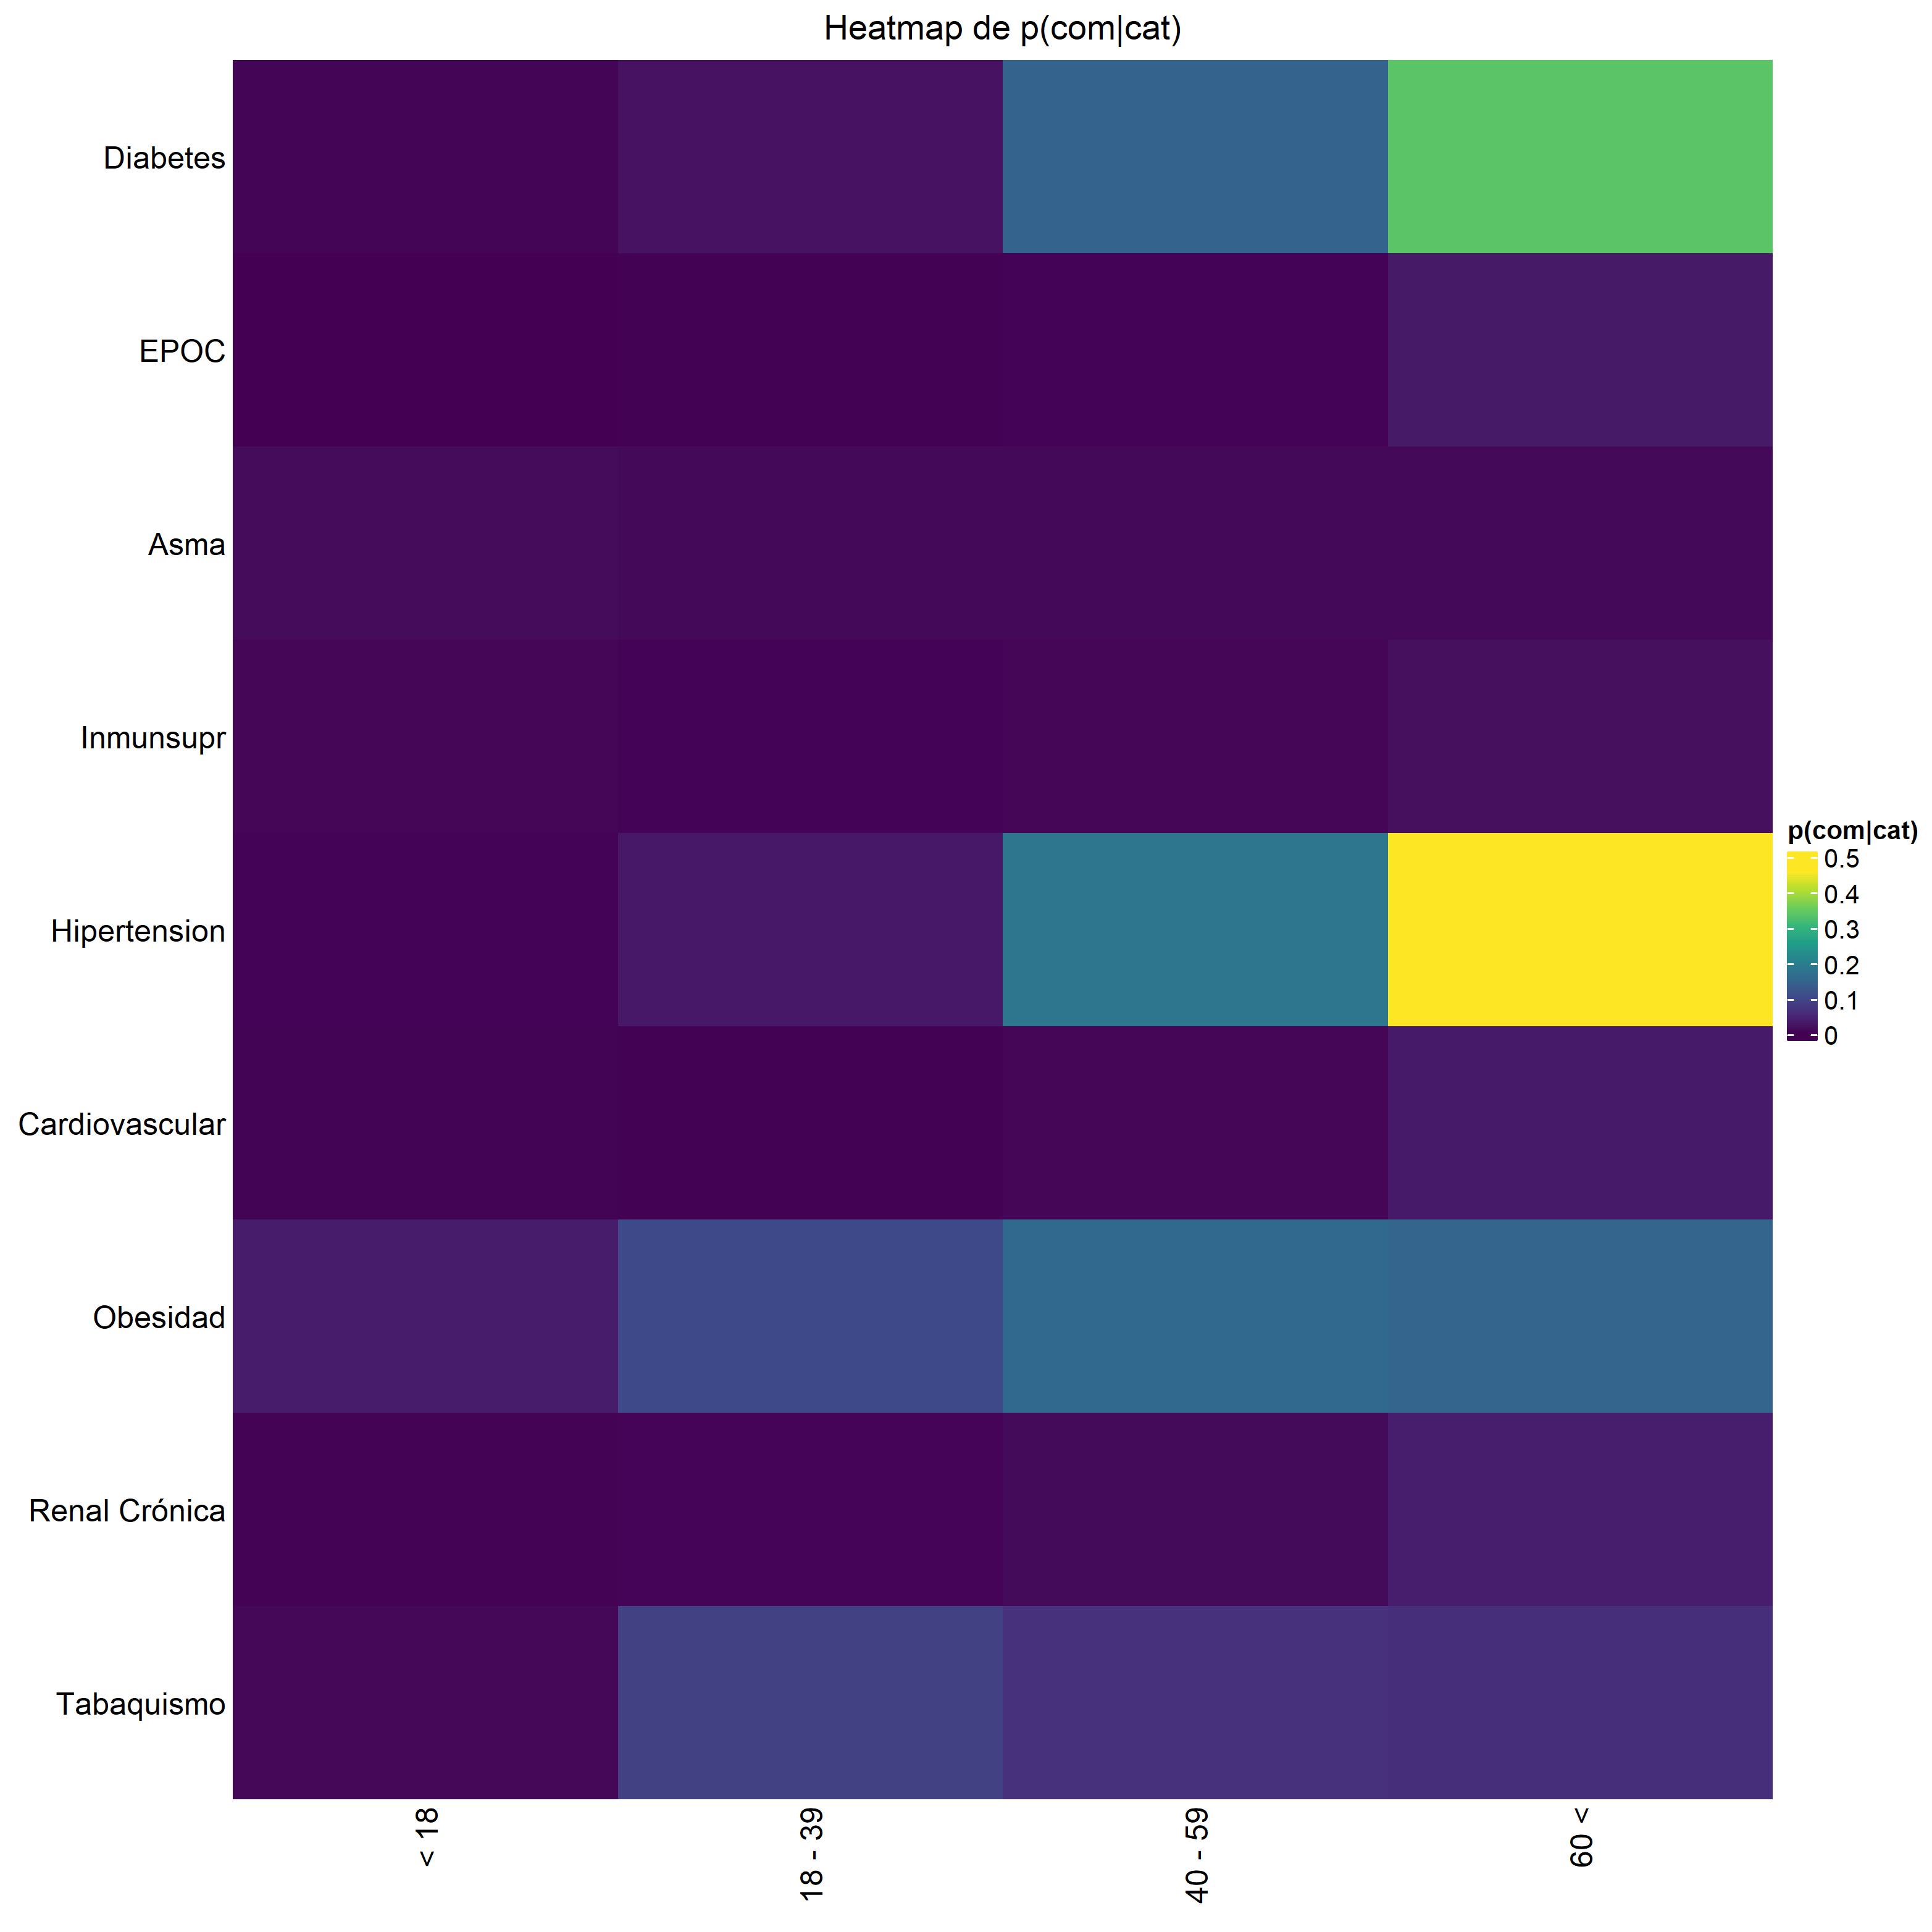 Heatmap de p(com|cat)
Diabetes
EPOC
Asma
Inmunsupr
Hipertension
Cardiovascular
Obesidad
Renal Crónica
Tabaquismo
< 18
18 - 39
40 - 59
60 <
p(com|cat)
0.5
0.4
0.3
0.2
0.1
0